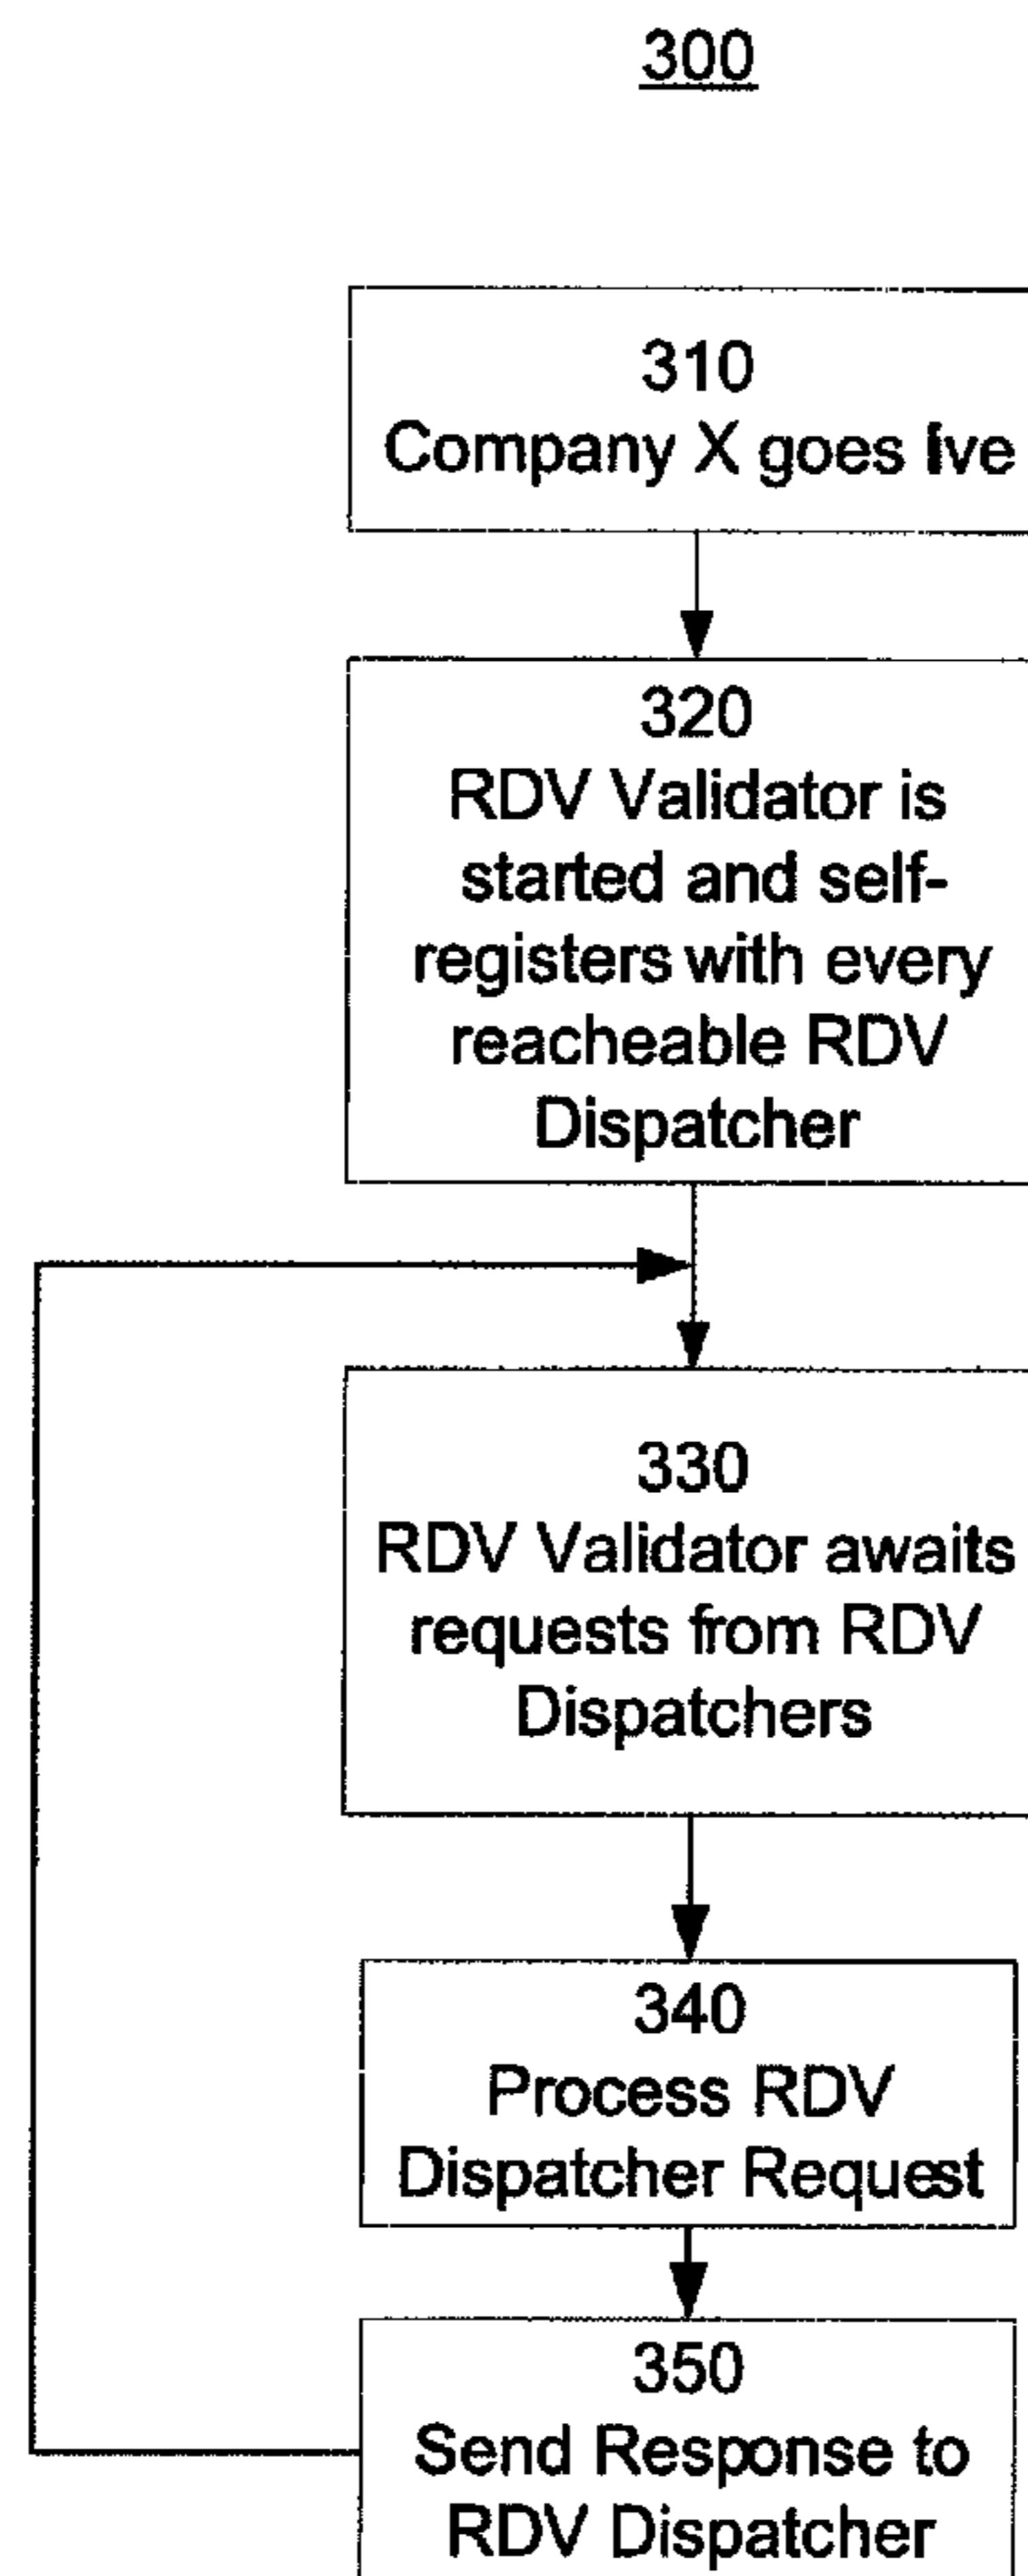 300
310
Company X goes lve
320
RDV Validator is
started and self-
registers with every
reacheable RDV
Dispatcher
330
RDV Validator awaits
requests from RDV
Dispatchers
340
Process RDV
Dispatcher Request
350
Send Response to
RDV Dispatcher